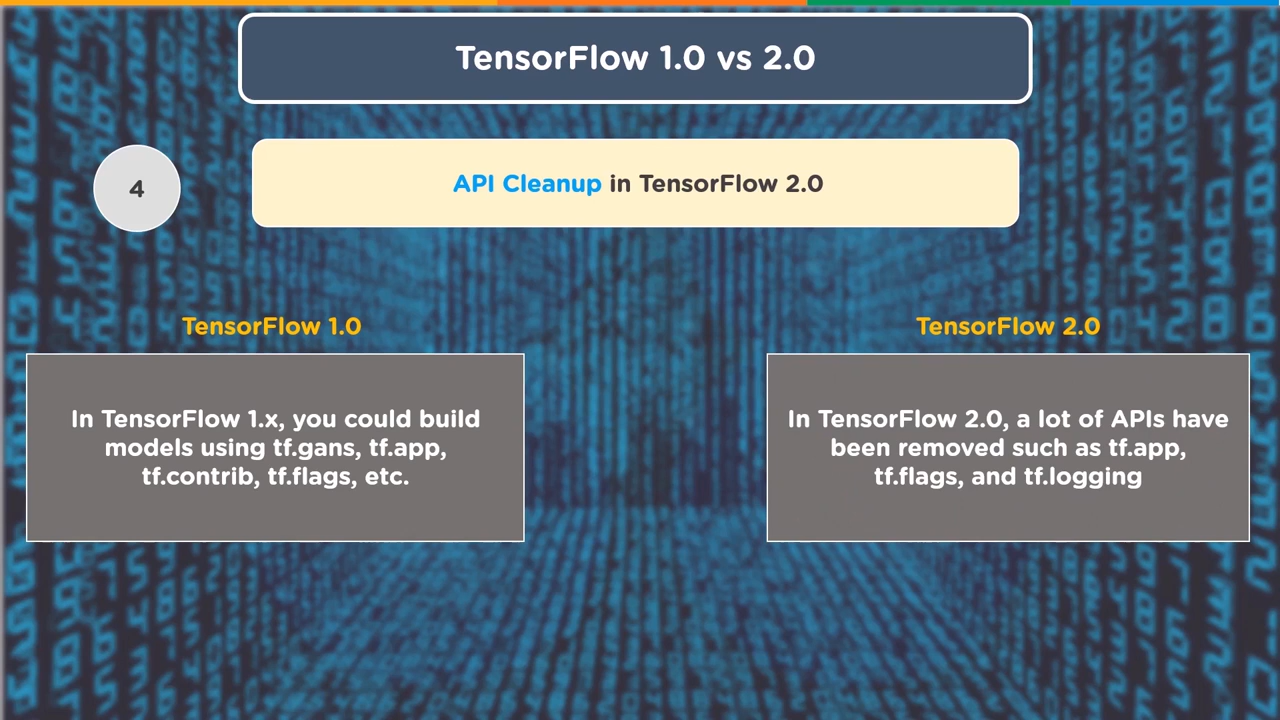 TensorFlow 1.0 vs 2.0
4
API Cleanup in TensorFlow 2.0
TensorFlow 1.0
In TensorFlow 1.x, you could build
models using tf.gans, tf.app,
tf.contrib, tf.flags, etc.
TensorFlow 2.0
In TensorFlow 2.0, a lot of APIs have
been removed such as tf.app,
tf.flags, and tf.logging